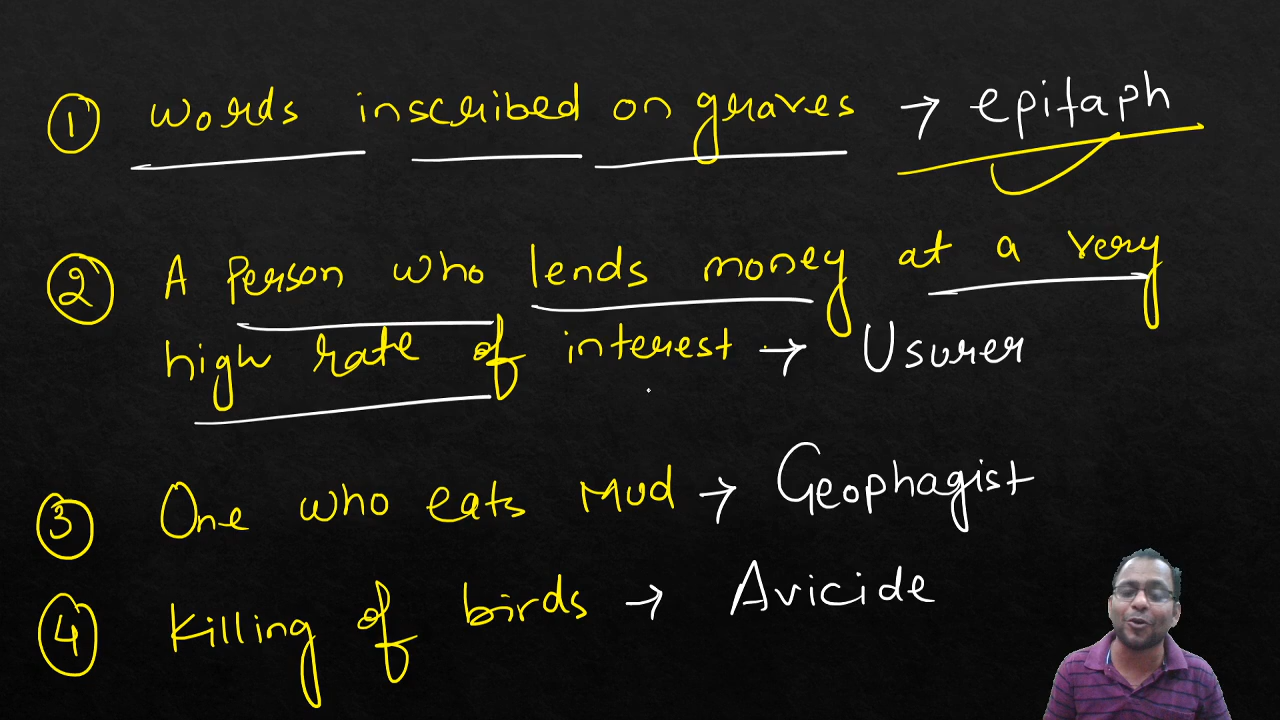 ① words inscribed on graves → epitaph
② A Person who lends money at a very
high rate of interest → Usurer
③ One who eats Mud → Geophagist
④ Killing of birds → Avicide